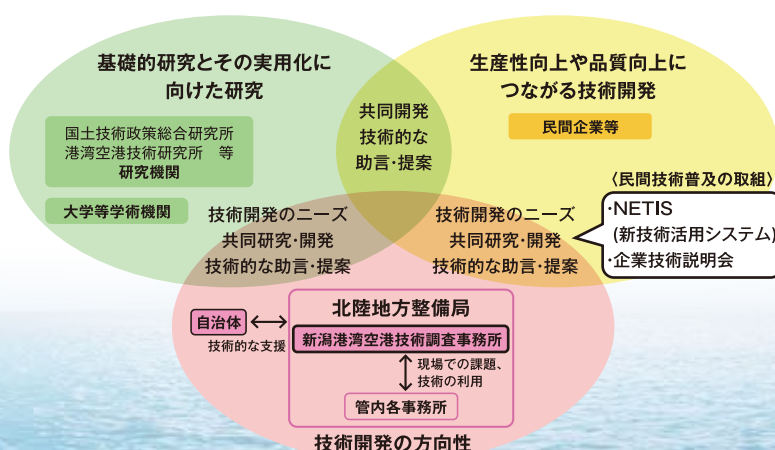 基礎的研究とその実用化に
向けた研究
国土技術政策総合研究所
港湾空港技術研究所　等
研究機関
大学等学術機関
共同開発
技術的な
助言・提案
生産性向上や品質向上に
つながる技術開発
民間企業等
〈民間技術普及の取組〉
・NETIS
(新技術活用システム)
・企業技術説明会
技術開発のニーズ
共同研究・開発
技術的な助言・提案
技術開発のニーズ
共同研究・開発
技術的な助言・提案
北陸地方整備局
自治体
技術的な支援
新潟港湾空港技術調査事務所
現場での課題、
技術の利用
管内各事務所
技術開発の方向性